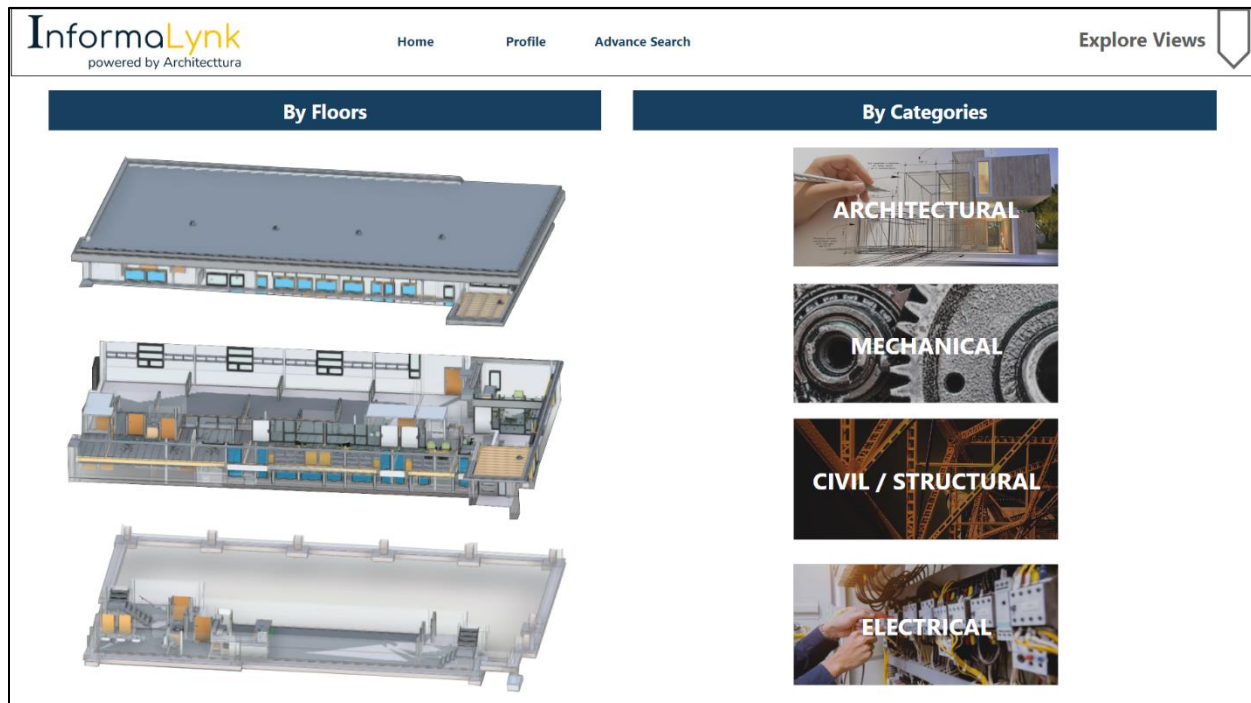 InformaLynk
powered by Architecttura
Home
Profile
Advance Search
Explore Views
By Floors
By Categories
ARCHITECTURAL
MECHANICAL
CIVIL / STRUCTURAL
ELECTRICAL